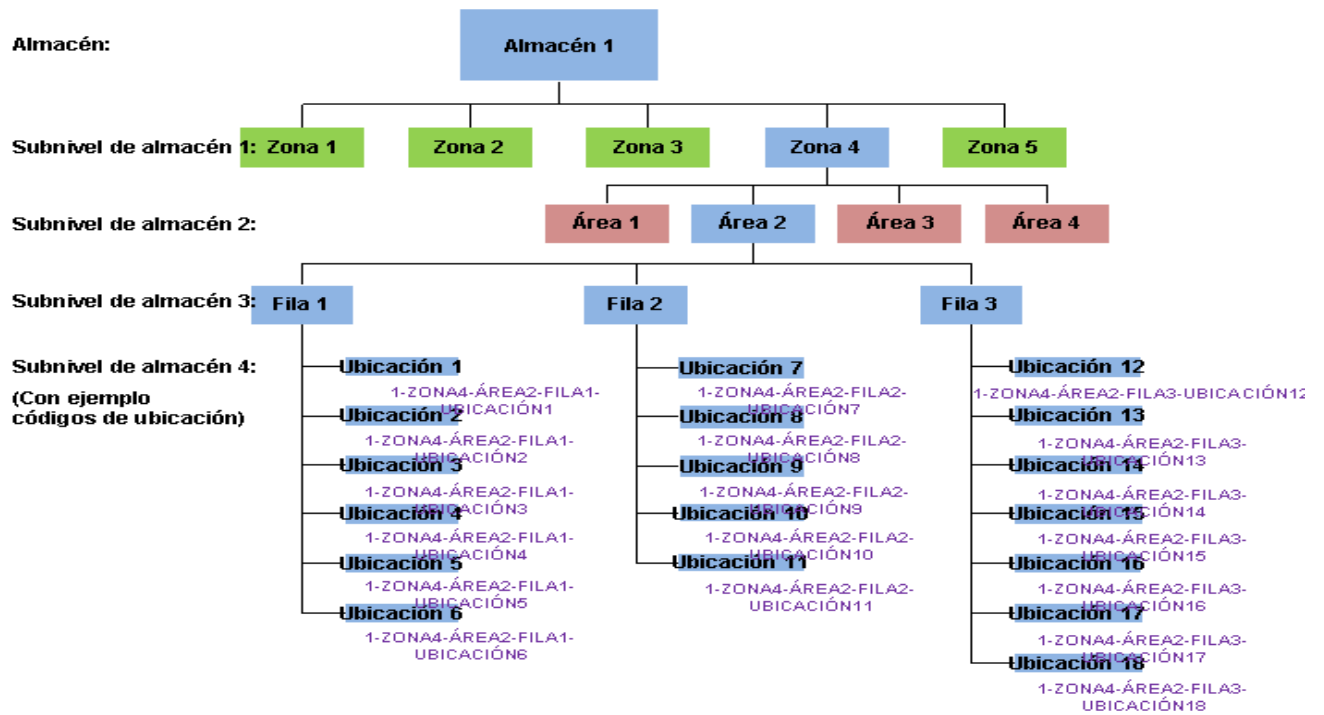 Almacén:
Almacén 1
Subnivel de almacén 1:
Zona 1
Zona 2
Zona 3
Zona 4
Zona 5
Subnivel de almacén 2:
Área 1
Área 2
Área 3
Área 4
Subnivel de almacén 3:
Fila 1
Fila 2
Fila 3
Subnivel de almacén 4:
(Con ejemplo
códigos de ubicación)
Ubicación 1
1-ZONA4-ÁREA2-FILA1-
UBICACIÓN1
Ubicación 2
1-ZONA4-ÁREA2-FILA1-
UBICACIÓN2
Ubicación 3
1-ZONA4-ÁREA2-FILA1-
UBICACIÓN3
Ubicación 4
1-ZONA4-ÁREA2-FILA1-
UBICACIÓN4
Ubicación 5
1-ZONA4-ÁREA2-FILA1-
UBICACIÓN5
Ubicación 6
1-ZONA4-ÁREA2-FILA1-
UBICACIÓN6
Ubicación 7
1-ZONA4-ÁREA2-FILA2-
UBICACIÓN7
Ubicación 8
1-ZONA4-ÁREA2-FILA2-
UBICACIÓN8
Ubicación 9
1-ZONA4-ÁREA2-FILA2-
UBICACIÓN9
Ubicación 10
1-ZONA4-ÁREA2-FILA2-
UBICACIÓN10
Ubicación 11
1-ZONA4-ÁREA2-FILA2-
UBICACIÓN11
Ubicación 12
1-ZONA4-ÁREA2-FILA3-UBICACIÓN12
Ubicación 13
1-ZONA4-ÁREA2-FILA3-
UBICACIÓN13
Ubicación 14
1-ZONA4-ÁREA2-FILA3-
UBICACIÓN14
Ubicación 15
1-ZONA4-ÁREA2-FILA3-
UBICACIÓN15
Ubicación 16
1-ZONA4-ÁREA2-FILA3-
UBICACIÓN16
Ubicación 17
1-ZONA4-ÁREA2-FILA3-
UBICACIÓN17
Ubicación 18
1-ZONA4-ÁREA2-FILA3-
UBICACIÓN18